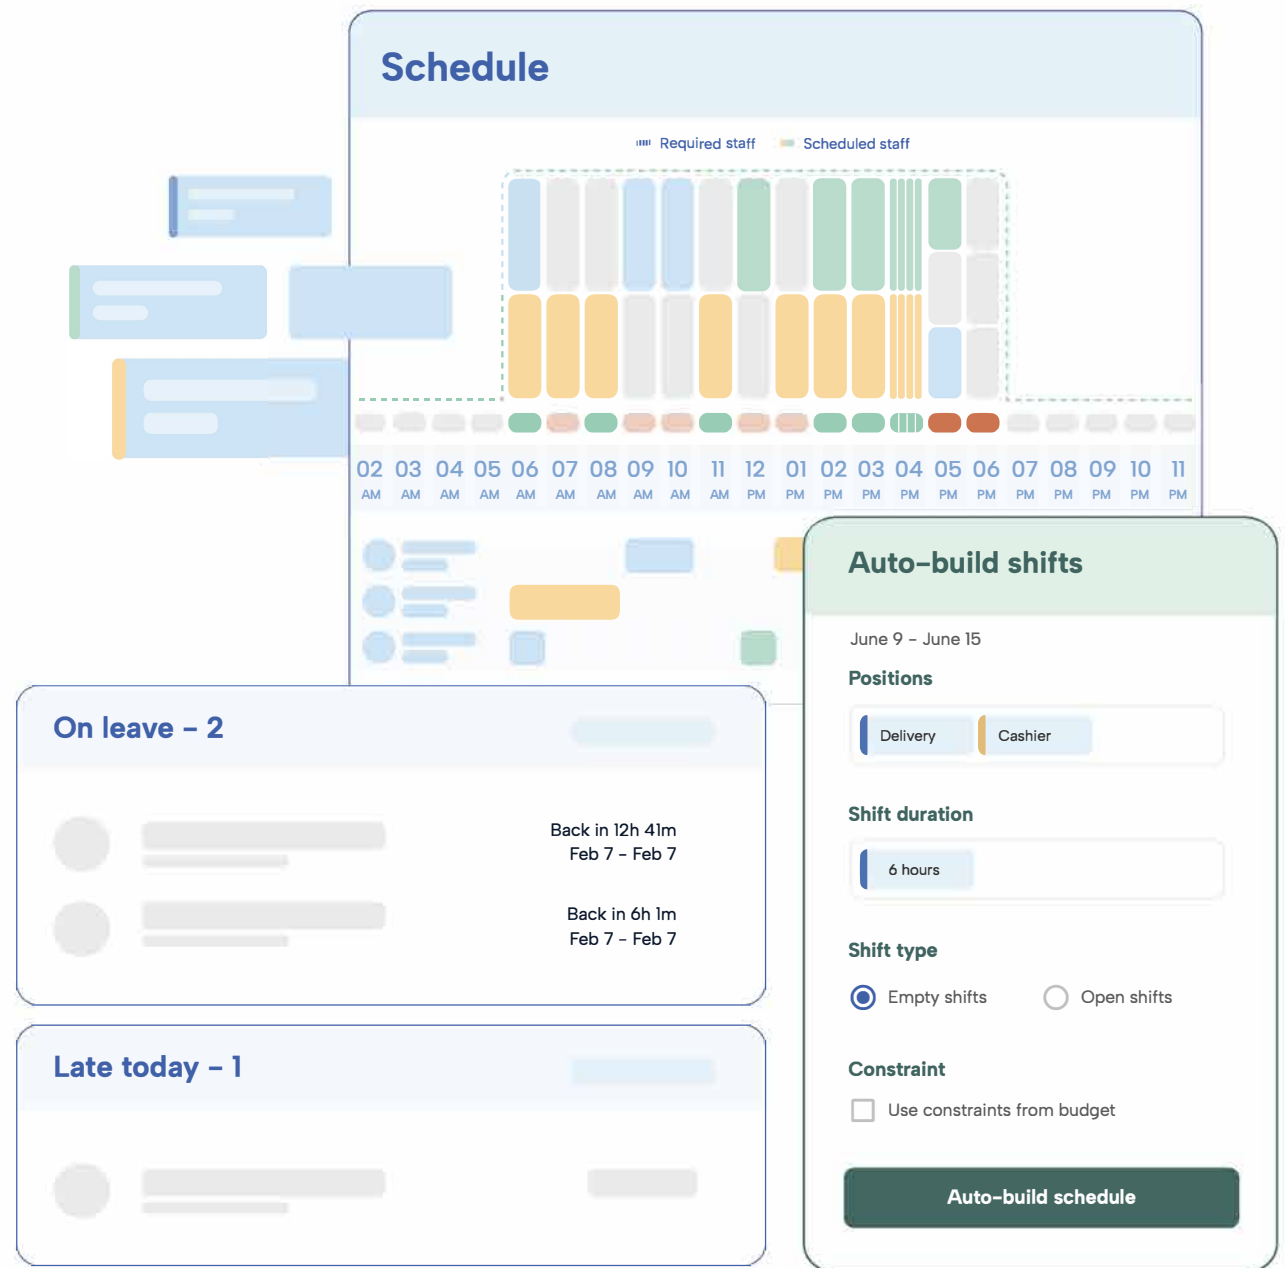 Schedule
Required staff Scheduled staff
02 03 04 05 06 07 08 09 10 11 12 01 02 03 04 05 06 07 08 09 10 11
AM AM AM AM AM AM AM AM AM AM PM PM PM PM PM PM PM PM PM PM PM PM
Auto-build shifts
June 9 - June 15
Positions
Delivery Cashier
Shift duration
6 hours
Shift type
Empty shifts Open shifts
Constraint
Use constraints from budget
Auto-build schedule
On leave - 2
Back in 12h 41m
Feb 7 - Feb 7
Back in 6h 1m
Feb 7 - Feb 7
Late today - 1